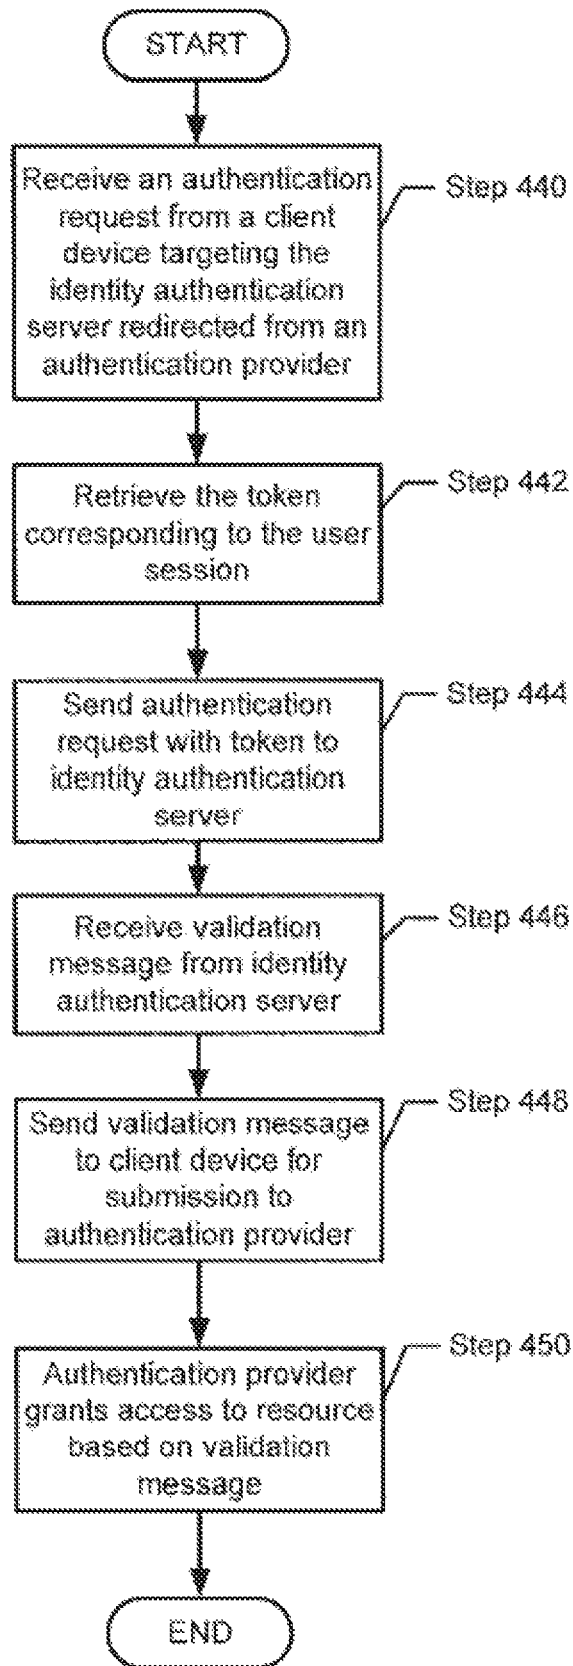 START
Receive an authentication
request from a client
device targeting the
identity authentication
server redirected from an
authentication provider
Step 440
Retrieve the token
corresponding to the user
session
Step 442
Send authentication
request with token to
identity authentication
server
Step 444
Receive validation
message from identity
authentication server
Step 446
Send validation message
to client device for
submission to
authentication provider
Step 448
Authentication provider
grants access to resource
based on validation
message
Step 450
END